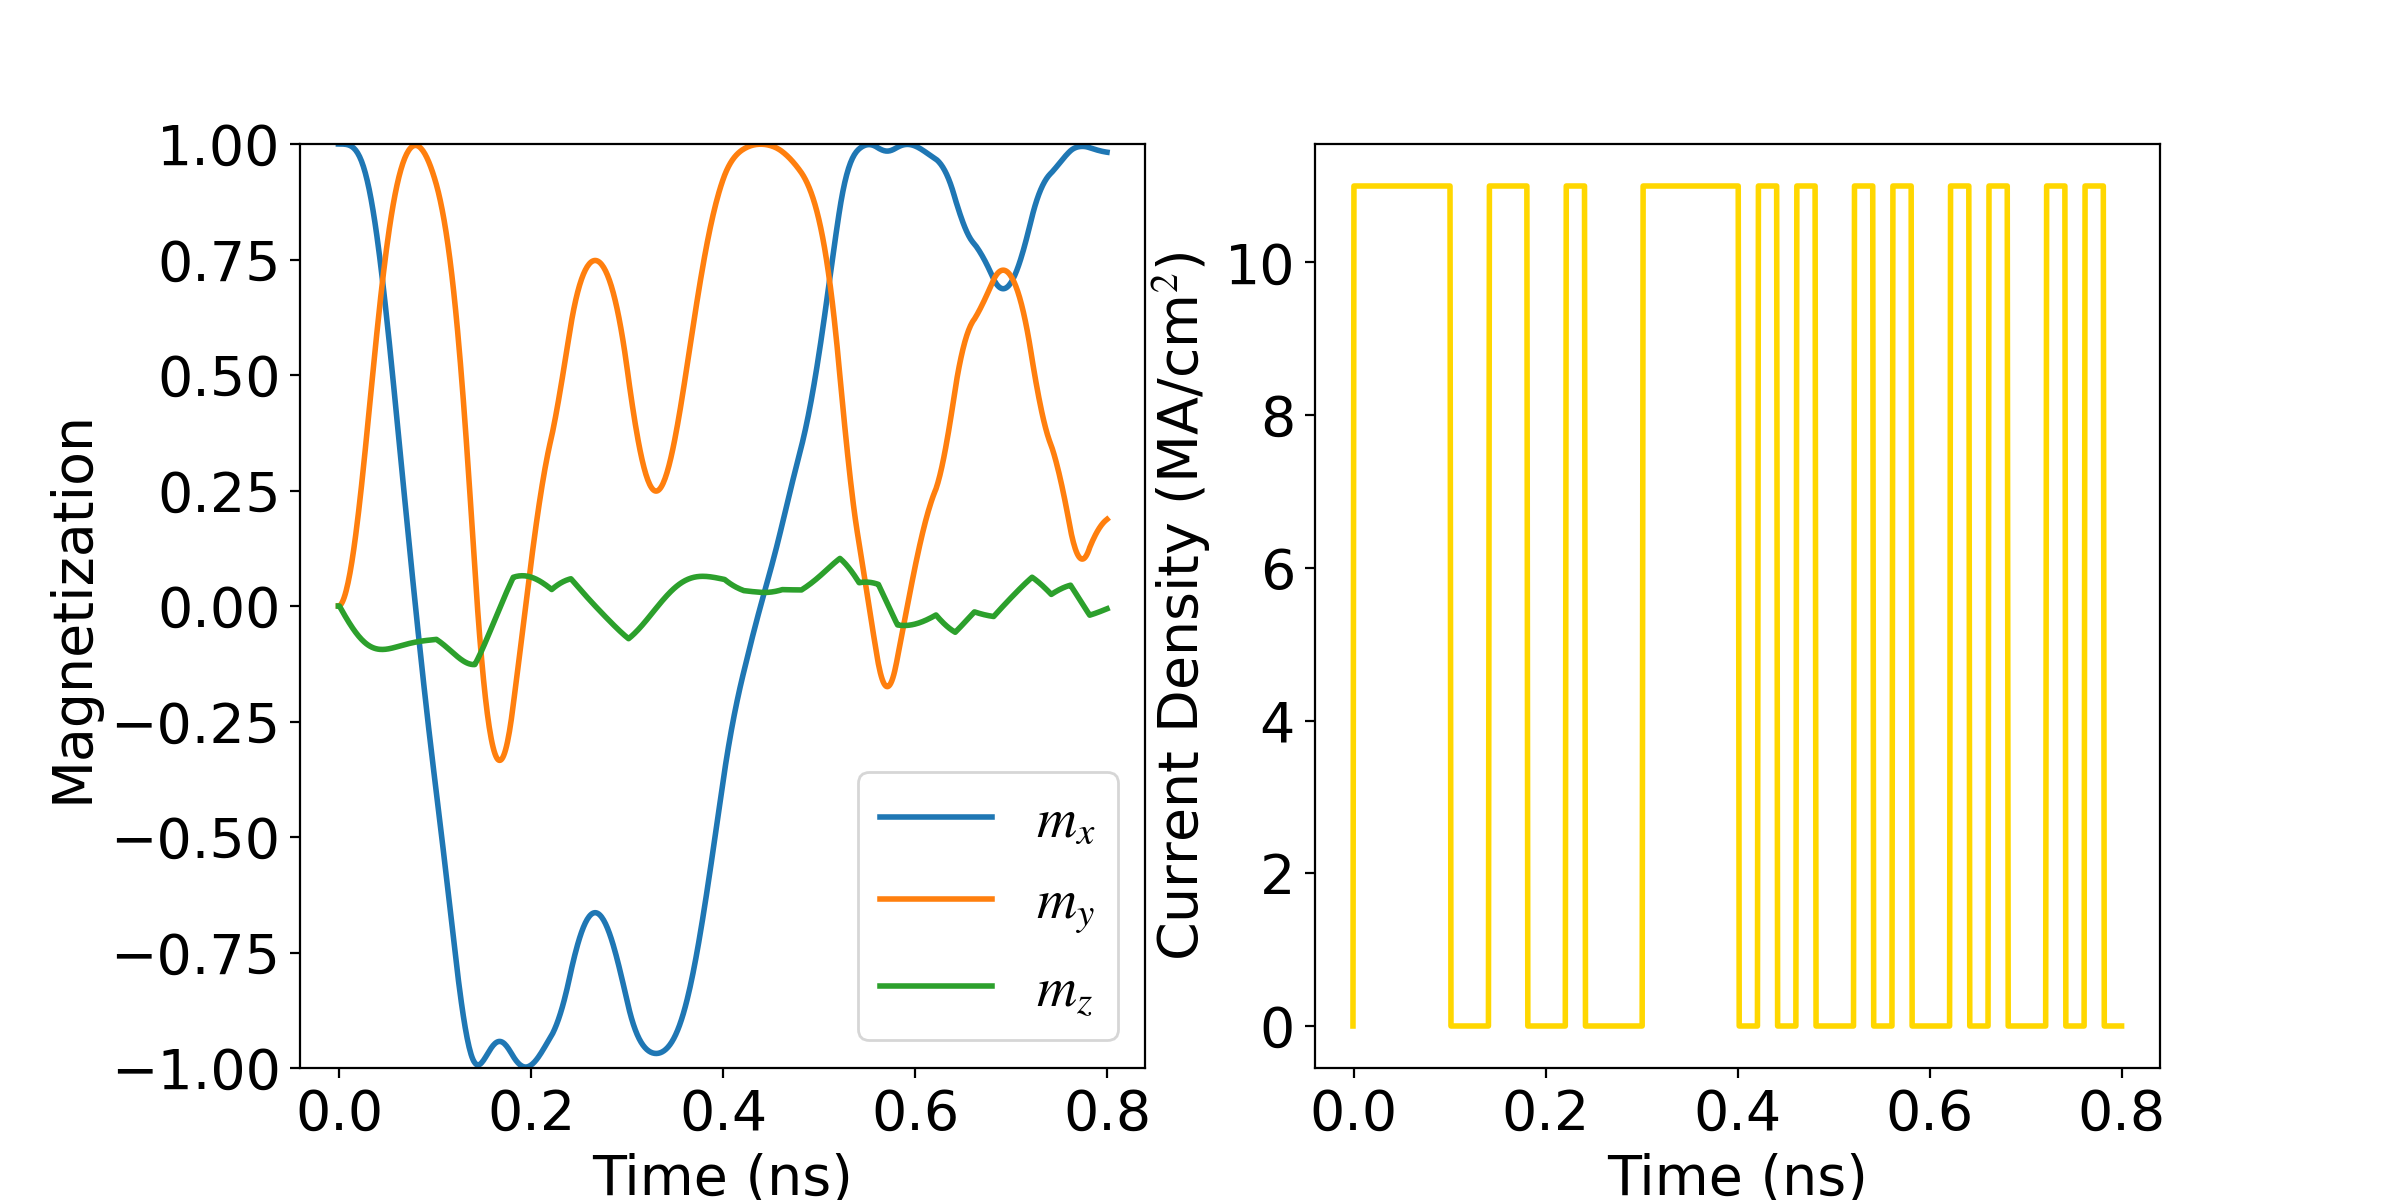 1.00
0.75
0.50
0.25
0.00
−0.25
−0.50
−0.75
−1.00
Magnetization
0.0 0.2 0.4 0.6 0.8
Time (ns)
m_x
m_y
m_z
Current Density (MA/cm²)
10
8
6
4
2
0
0.0 0.2 0.4 0.6 0.8
Time (ns)